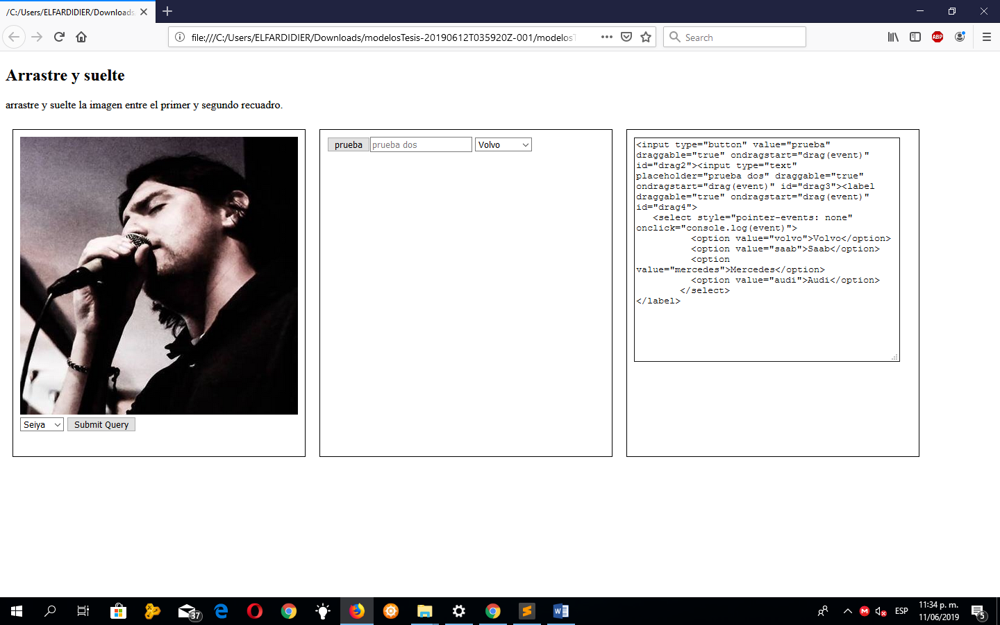 /C:/Users/ELFARDIDIER/Downloads
file:///C:/Users/ELFARDIDIER/Downloads/modelosTesis-20190612T035920Z-001/modelosT
Search
ABP
Arrastre y suelte
arrastre y suelte la imagen entre el primer y segundo recuadro.
Seiya
Submit Query
prueba
prueba dos
Volvo
<input type="button" value="prueba"
draggable="true" ondragstart="drag(event)"
id="drag2"><input type="text"
placeholder="prueba dos" draggable="true"
ondragstart="drag(event)" id="drag3"><label
draggable="true" ondragstart="drag(event)"
id="drag4">
<select style="pointer-events: none"
onclick="console.log(event)">
<option value="volvo">Volvo</option>
<option value="saab">Saab</option>
<option
value="mercedes">Mercedes</option>
<option value="audi">Audi</option>
</select>
</label>
37
ESP
11:34 p. m.
11/06/2019
5